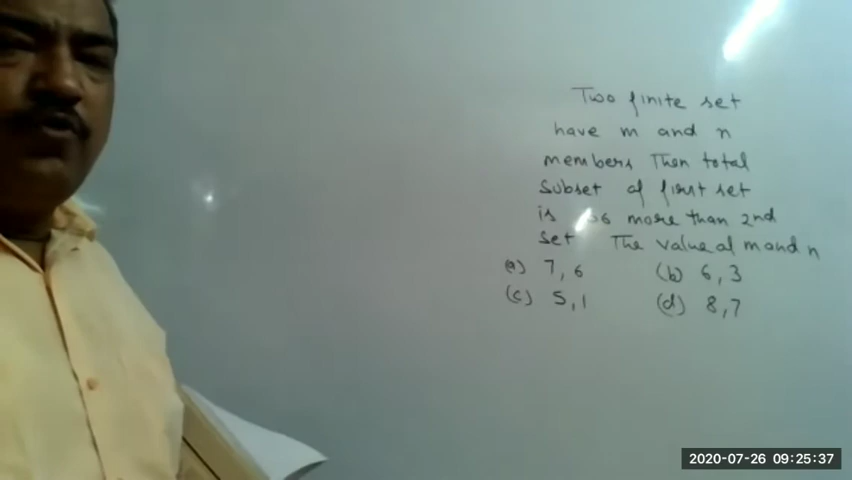 Two finite set
have m and n
members Then total
subset of first set
is 56 more than 2nd
set The value of m and n
(a) 7, 6 (b) 6, 3
(c) 5, 1 (d) 8, 7
2020-07-26 09:25:37